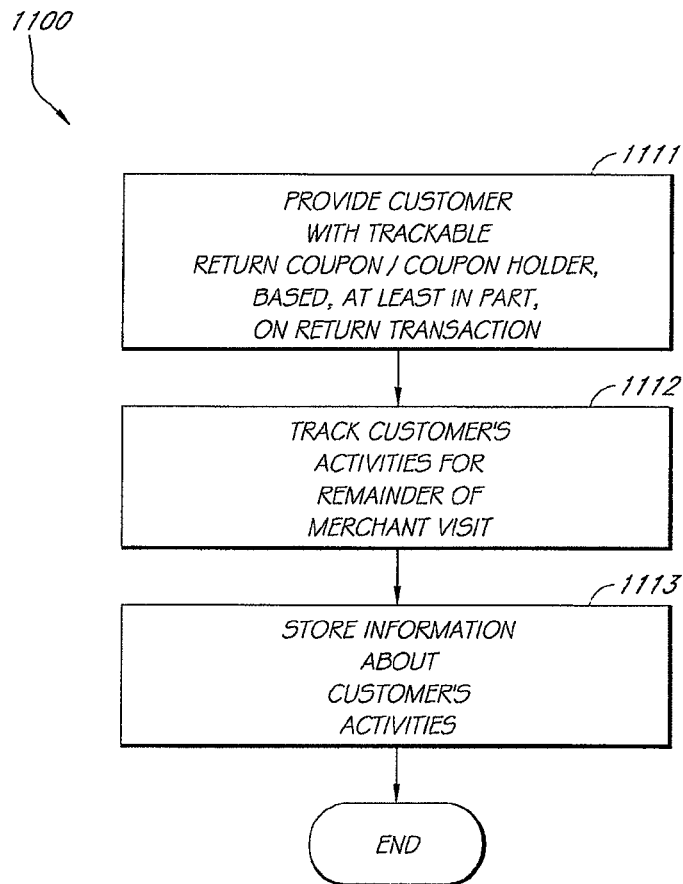 1100
1111
PROVIDE CUSTOMER
WITH TRACKABLE
RETURN COUPON / COUPON HOLDER,
BASED, AT LEAST IN PART,
ON RETURN TRANSACTION
1112
TRACK CUSTOMER'S
ACTIVITIES FOR
REMAINDER OF
MERCHANT VISIT
1113
STORE INFORMATION
ABOUT
CUSTOMER'S
ACTIVITIES
END